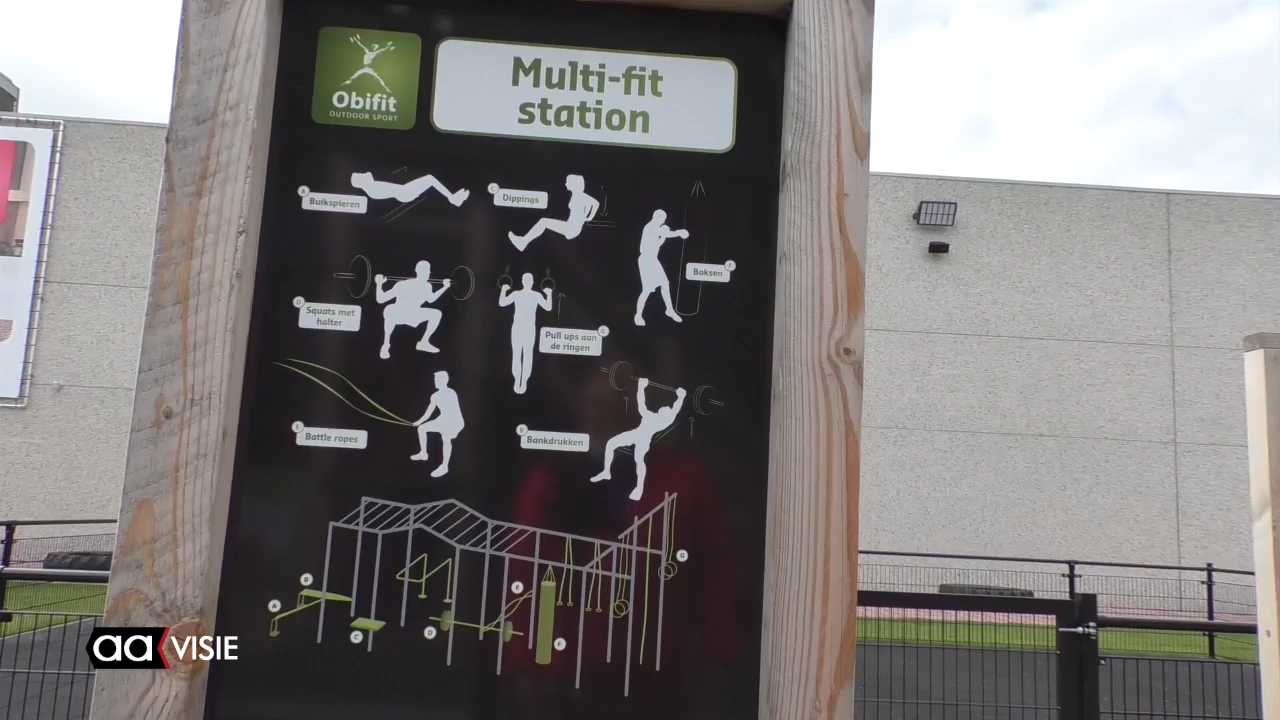 Obifit
OUTDOOR SPORT
Multi-fit
station
A
Buikspieren
C
Dippings
F
Boksen
D
Squats met
halter
G
Pull ups aan
de ringen
E
Battle ropes
B
Bankdrukken
A
B
C
D
E
F
G
aa VISIE